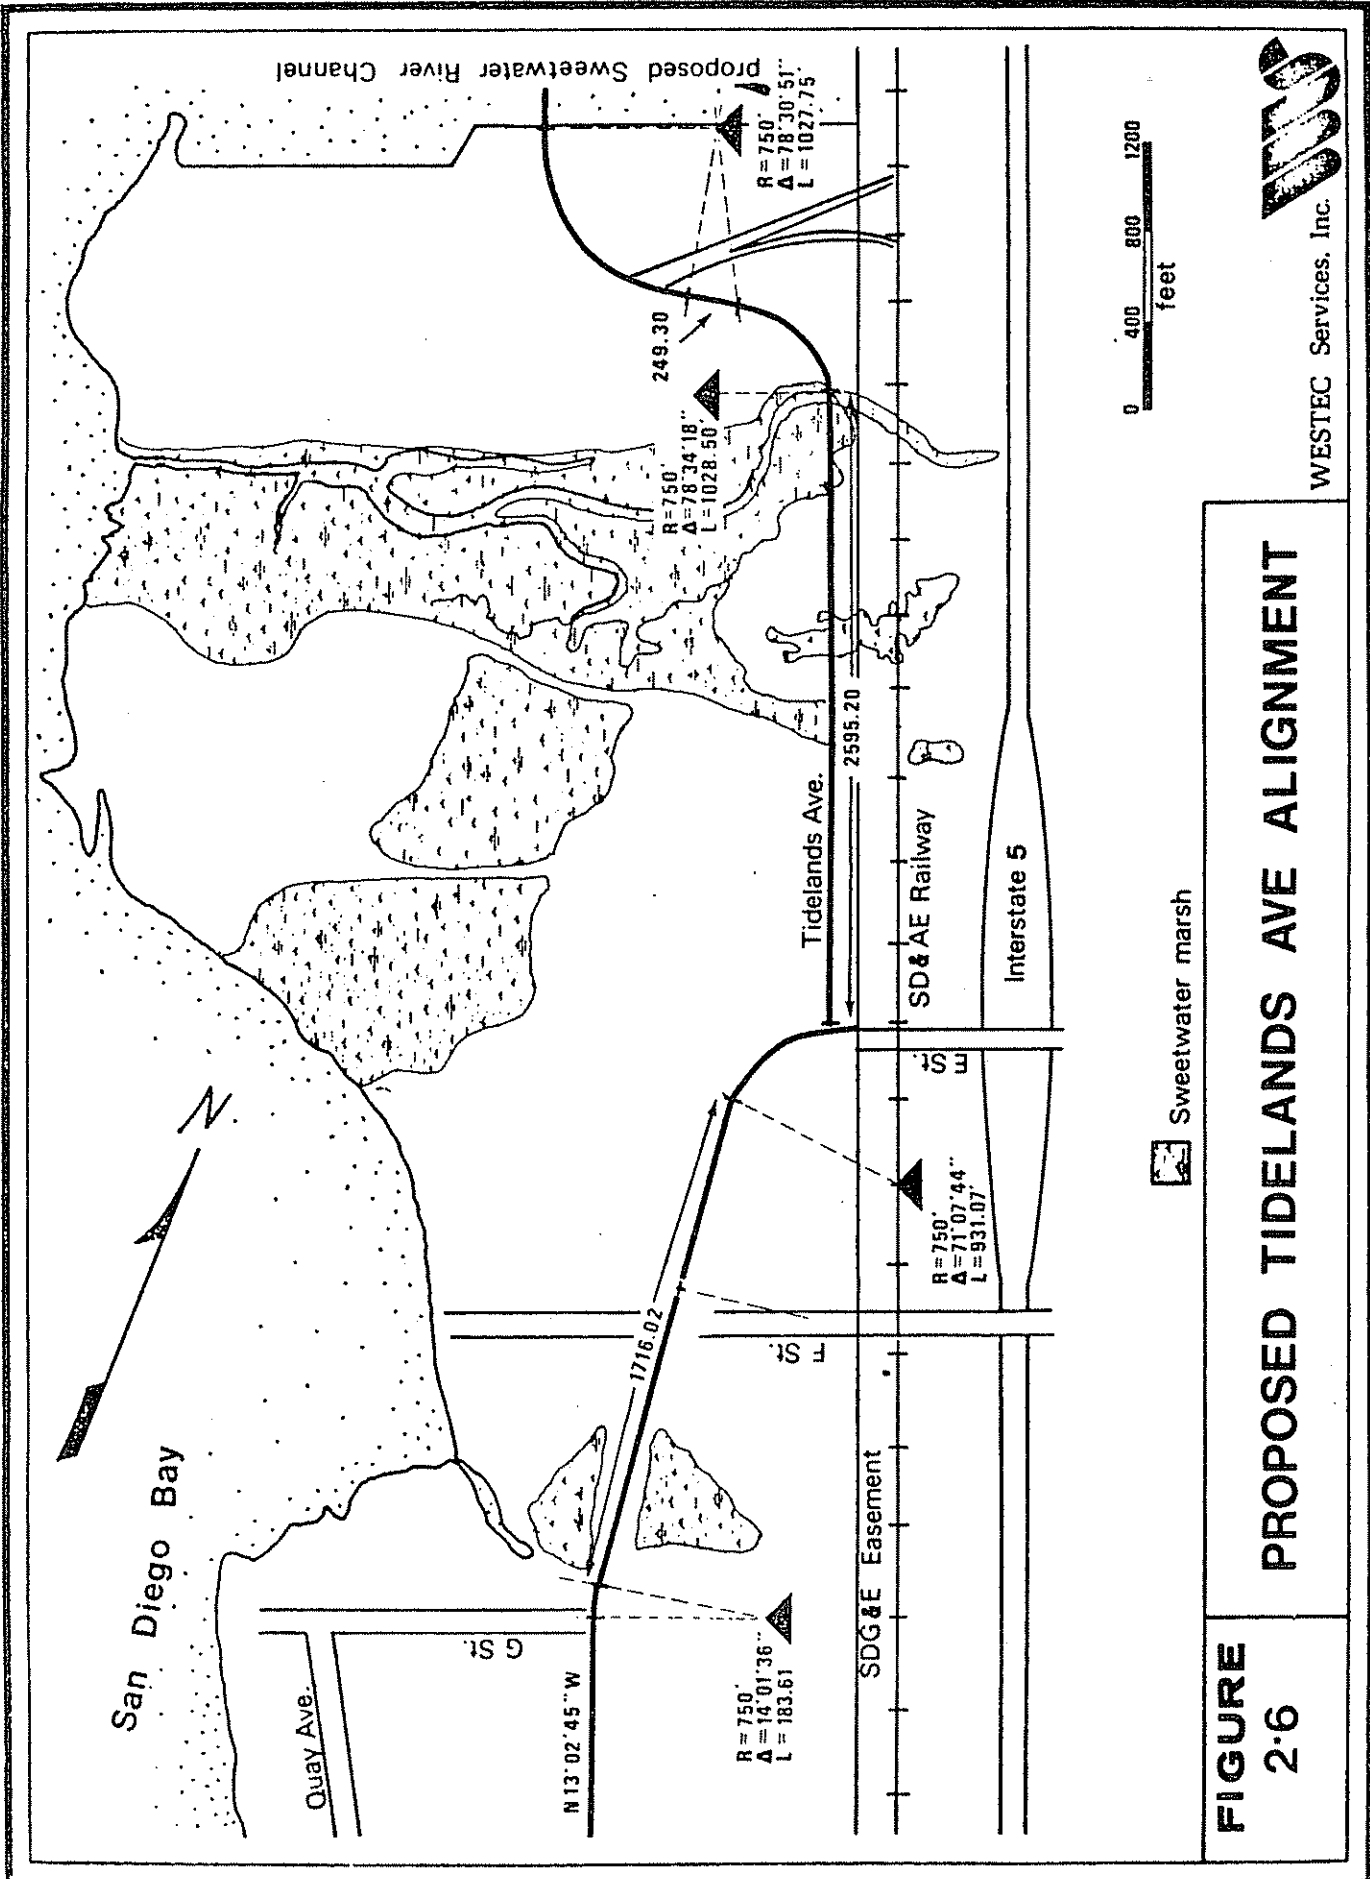 San Diego Bay
N
Quay Ave.
G St.
N 13° 02' 45" W
R = 750'
Δ = 14° 01' 36"
L = 183.61
1716.02
F St.
SDG&E Easement
R = 750'
Δ = 71° 07' 44"
L = 931.07'
E St.
Tidelands Ave.
2595.20
SD & AE Railway
Interstate 5
R = 750'
Δ = 78° 34' 18"
L = 1028.50'
249.30
proposed Sweetwater River Channel
R = 750'
Δ = 78° 30' 51"
L = 1027.75'
0 400 800 1200
feet
Sweetwater marsh
WESTEC Services, Inc.
FIGURE
2·6
PROPOSED TIDELANDS AVE ALIGNMENT